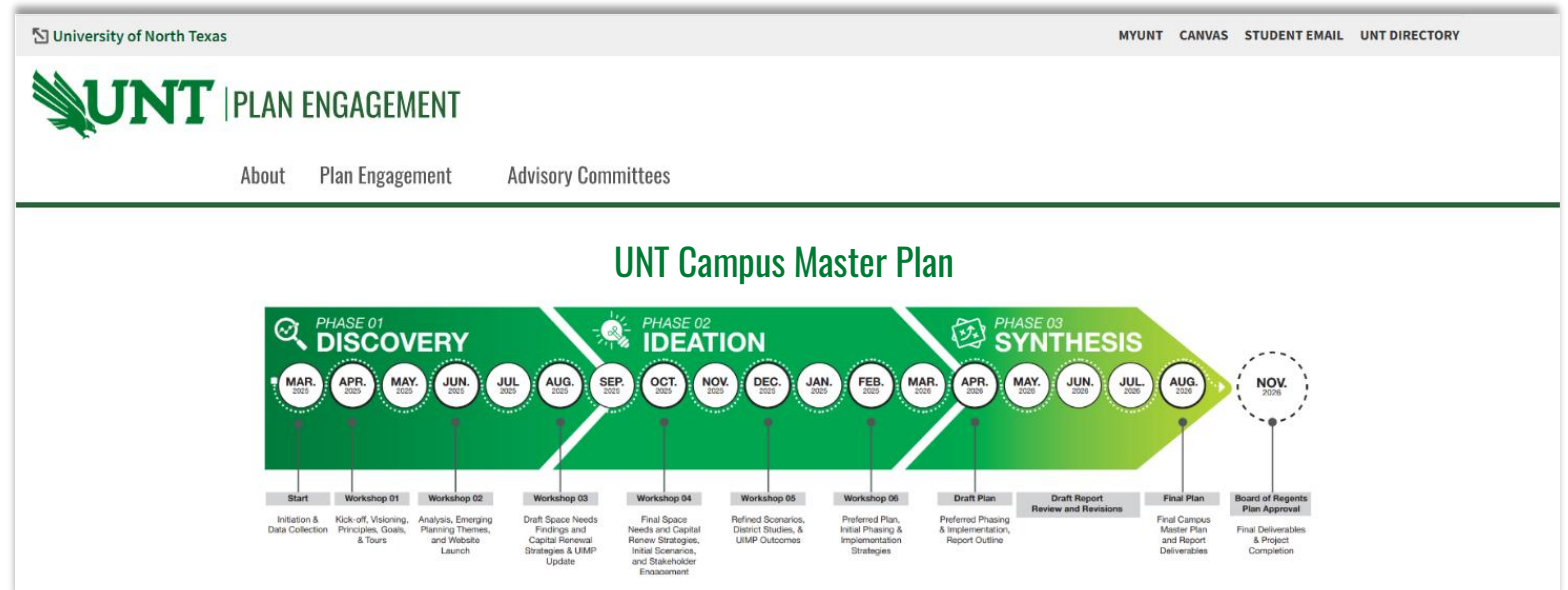 University of North Texas
MYUNT CANVAS STUDENT EMAIL UNT DIRECTORY
UNT | PLAN ENGAGEMENT
About Plan Engagement Advisory Committees
UNT Campus Master Plan
PHASE 01
DISCOVERY
PHASE 02
IDEATION
PHASE 03
SYNTHESIS
MAR.
2025
APR.
2025
MAY.
2025
JUN.
2025
JUL
2025
AUG.
2025
SEP.
2025
OCT.
2025
NOV.
2025
DEC.
2025
JAN.
2025
FEB.
2025
MAR.
2026
APR.
2026
MAY.
2026
JUN.
2026
JUL.
2026
AUG.
2026
NOV.
2026
Start
Initiation &
Data Collection
Workshop 01
Kick-off, Visioning,
Principles, Goals,
& Tours
Workshop 02
Analysis, Emerging
Planning Themes,
and Website
Launch
Workshop 03
Draft Space Needs
Findings and
Capital Renewal
Strategies & UIMP
Update
Workshop 04
Final Space
Needs and Capital
Renew Strategies,
Initial Scenarios,
and Stakeholder
Engagement
Workshop 05
Refined Scenarios,
District Studies, &
UIMP Outcomes
Workshop 06
Preferred Plan,
Initial Phasing &
Implementation
Strategies
Draft Plan
Preferred Phasing
& Implementation,
Report Outline
Draft Report
Review and Revisions
Final Plan
Final Campus
Master Plan
and Report
Deliverables
Board of Regents
Plan Approval
Final Deliverables
& Project
Completion